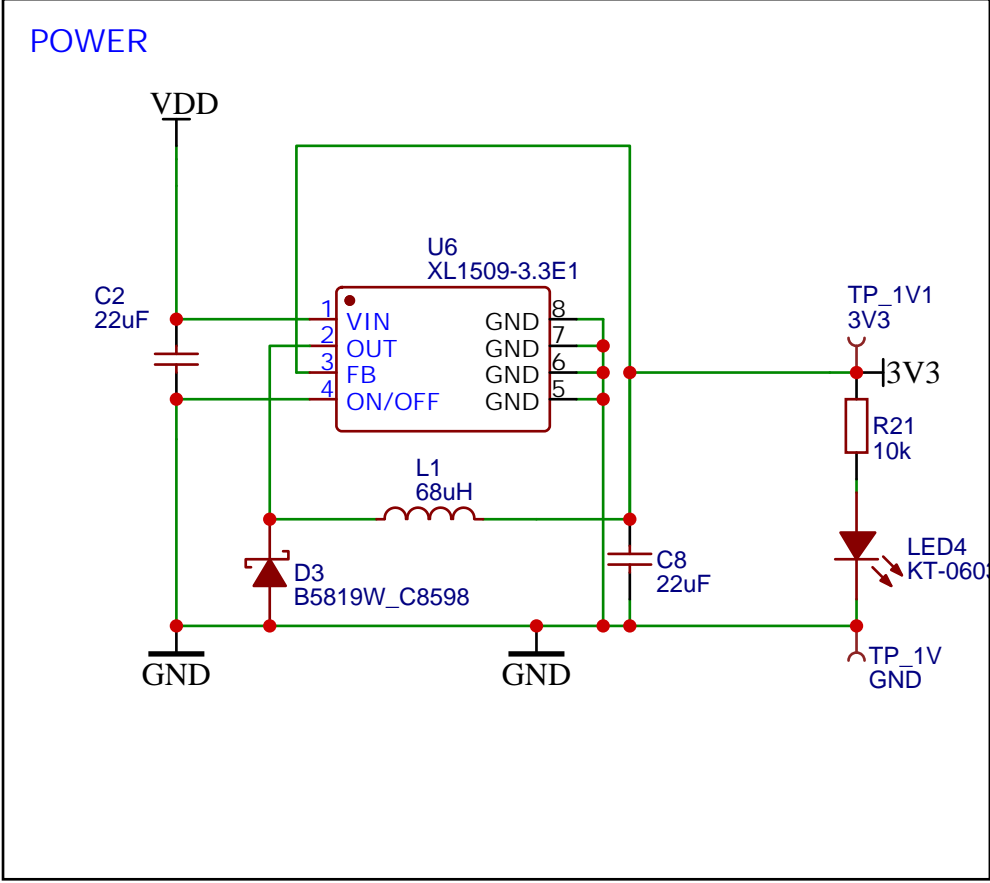 POWER
VDD
U6
XL1509-3.3E1
C2
22uF
1
VIN
2
OUT
3
FB
4
ON/OFF
8
GND
7
GND
6
GND
5
GND
TP_1V1
3V3
3V3
R21
10k
L1
68uH
D3
B5819W_C8598
C8
22uF
LED4
KT-0603
GND
GND
TP_1V
GND